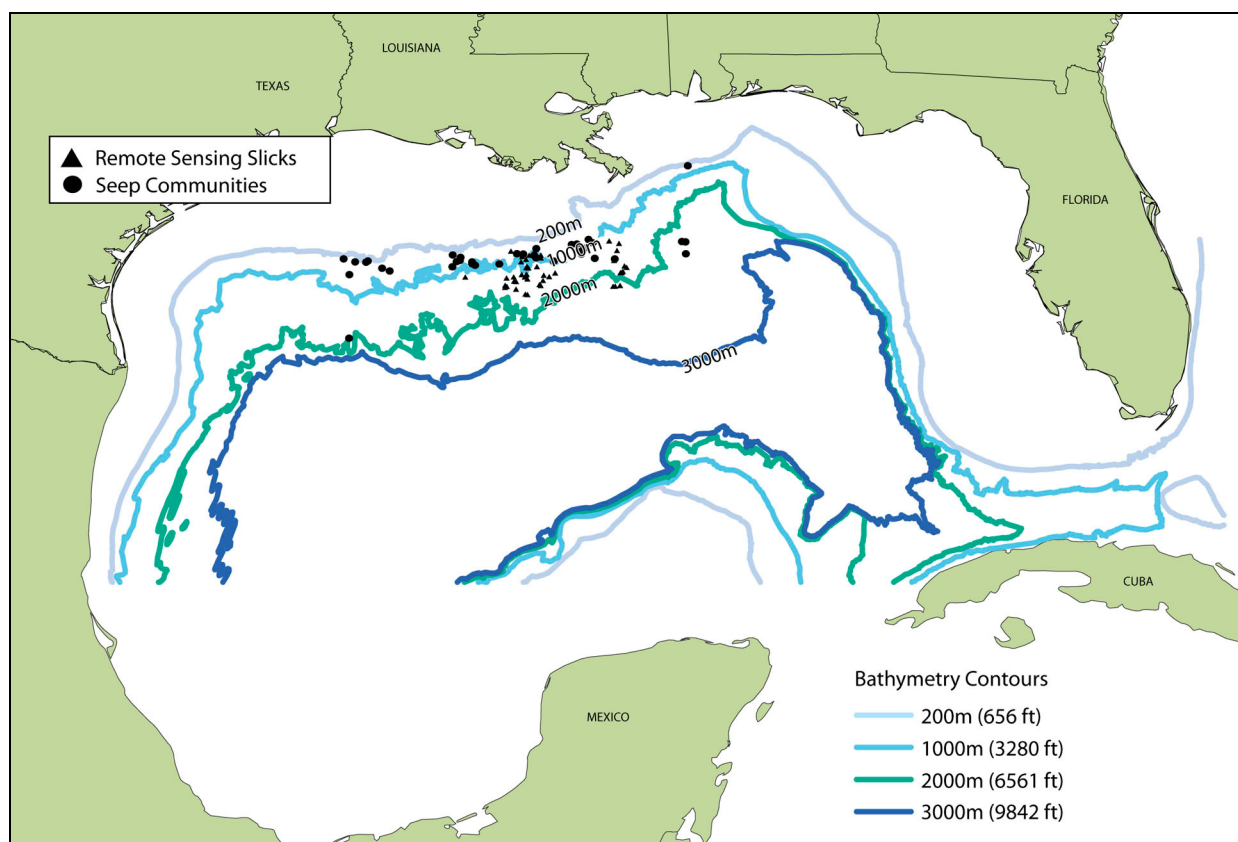 LOUISIANA
TEXAS
Remote Sensing Slicks
Seep Communities
FLORIDA
200m
1000m
2000m
3000m
CUBA
MEXICO
Bathymetry Contours
200m (656 ft)
1000m (3280 ft)
2000m (6561 ft)
3000m (9842 ft)